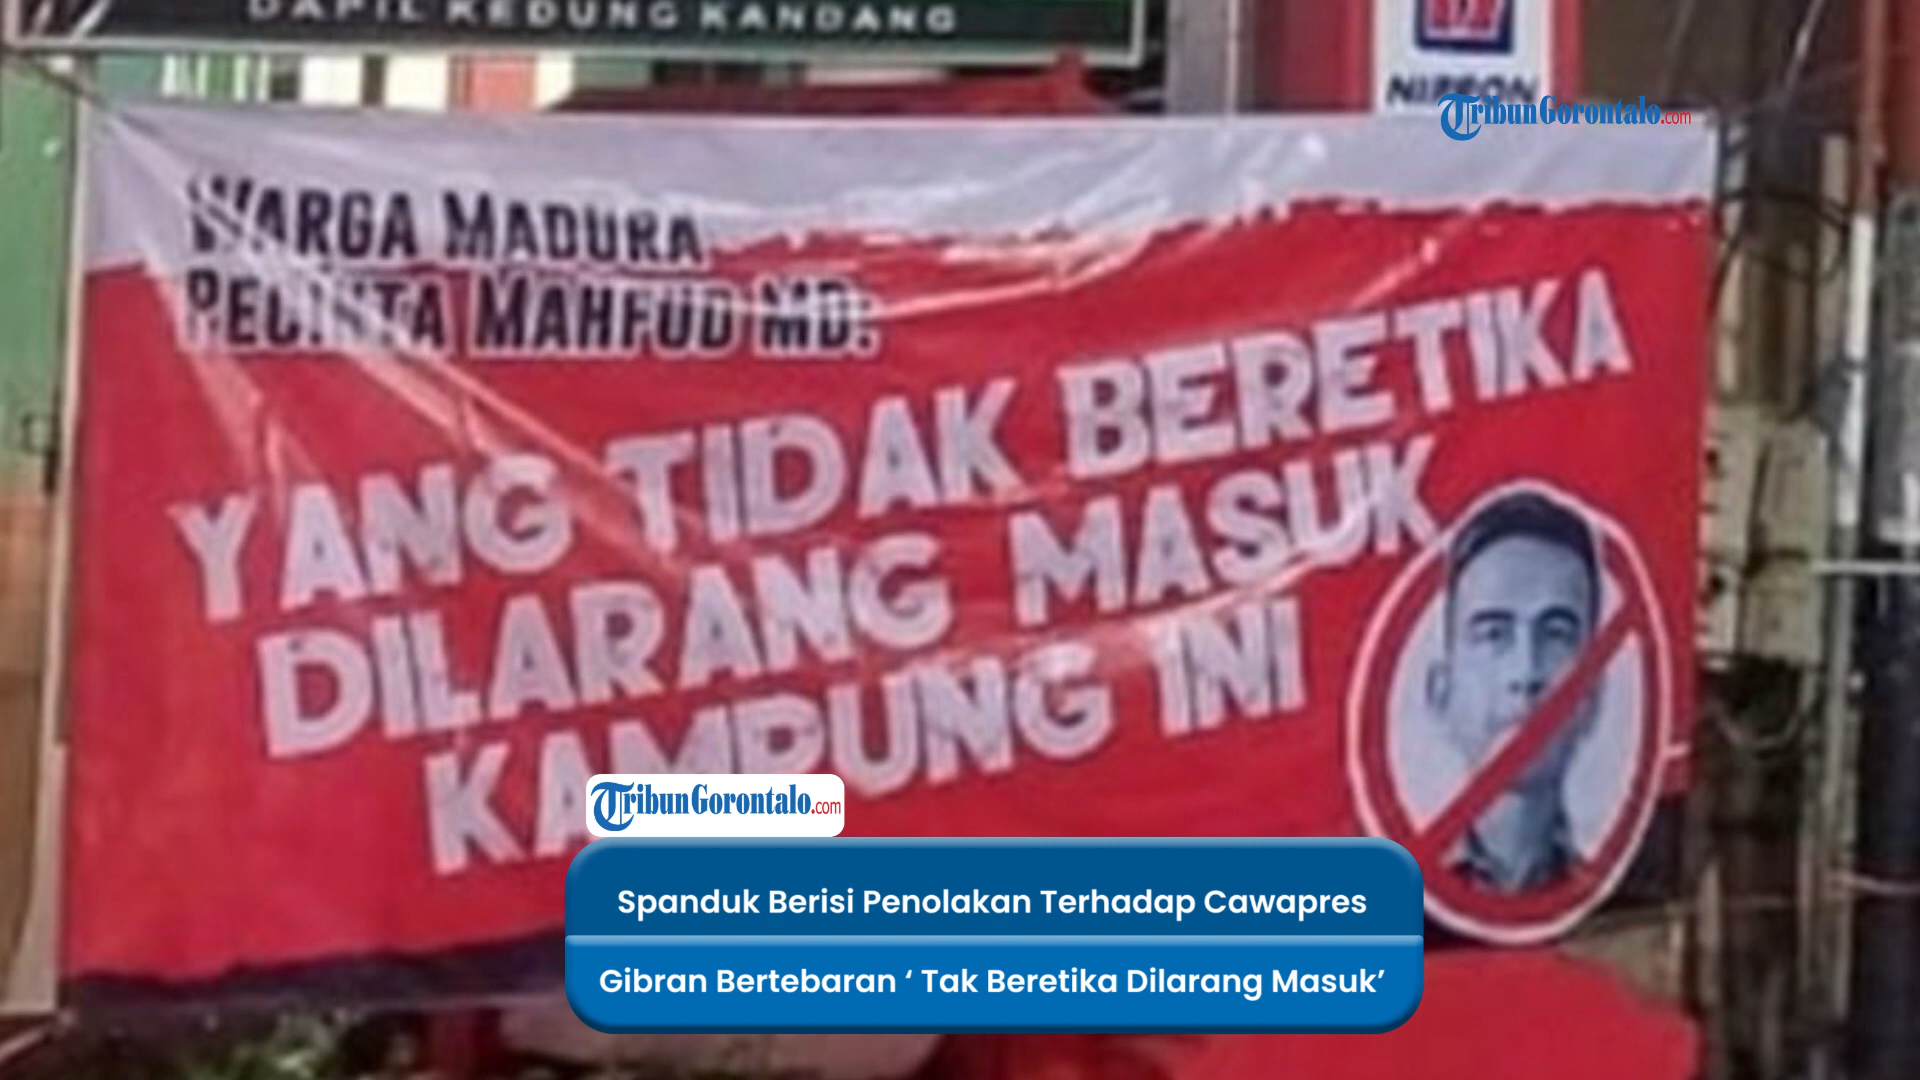 DAPIL KEDUNG KANDANG
NIPPON
TribunGorontalo.com
WARGA MADURA
PECINTA MAHFUD MD:
YANG TIDAK BERETIKA
DILARANG MASUK
KAMPUNG INI
TribunGorontalo.com
Spanduk Berisi Penolakan Terhadap Cawapres
Gibran Bertebaran ‘ Tak Beretika Dilarang Masuk’